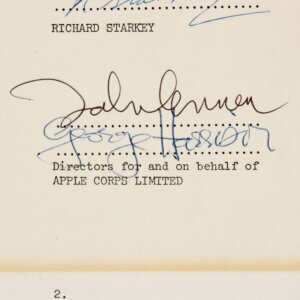 RICHARD STARKEY
John Lennon
George Harrison
Directors for and on behalf of
APPLE CORPS LIMITED
2.